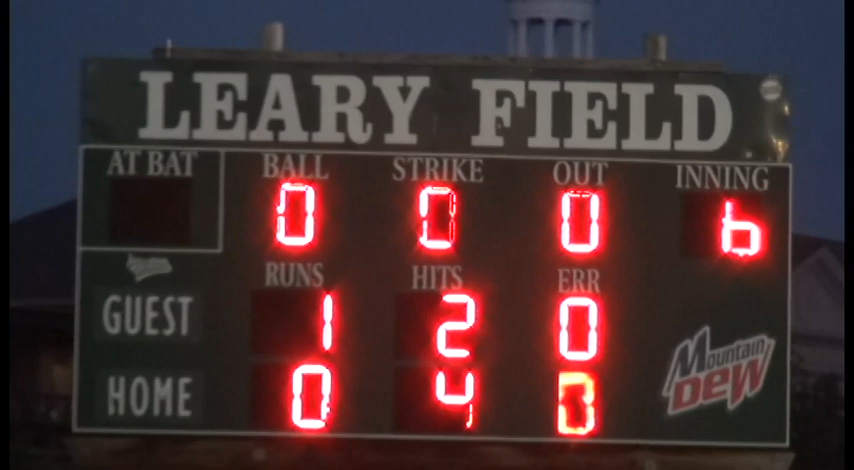 LEARY FIELD
AT BAT BALL STRIKE OUT INNING
0 0 0 6
RUNS HITS ERR
GUEST 1 2 0
HOME 0 4
Mountain
DEW